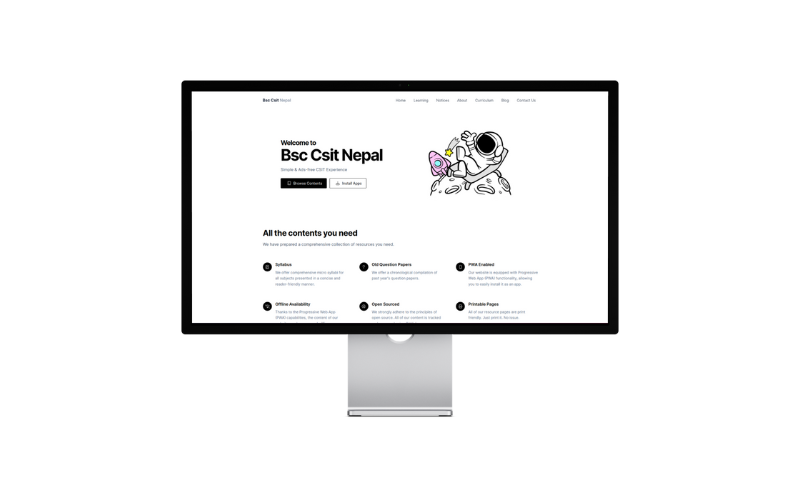 Bsc Csit Nepal
Home Learning Notices About Curriculum Blog Contact Us
Welcome to
Bsc Csit Nepal
Simple & Ads-free CSIT Experience
Browse Contents Install Apps
All the contents you need
We have prepared a comprehensive collection of resources you need.
Syllabus Old Question Papers PWA Enabled
We offer comprehensive micro-syllabi for We offer a chronological compilation of Our website is equipped with Progressive
all subjects presented in a concise and past year's question papers. Web App (PWA) functionality, allowing
reader-friendly manner. you to easily install it as an app.
Offline Availability Open Sourced Printable Pages
Thanks to the Progressive Web App We strongly adhere to the principles of All of our resource pages are print
(PWA) capabilities, the content of our open source. All of our content is tracked friendly. Just print it. No issue.